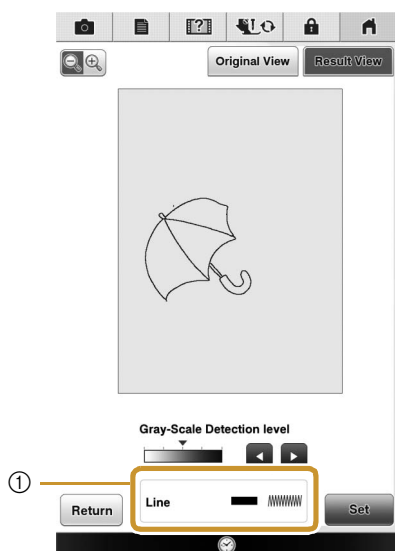 Original View Result View
Gray-Scale Detection level
①
Return Line Set